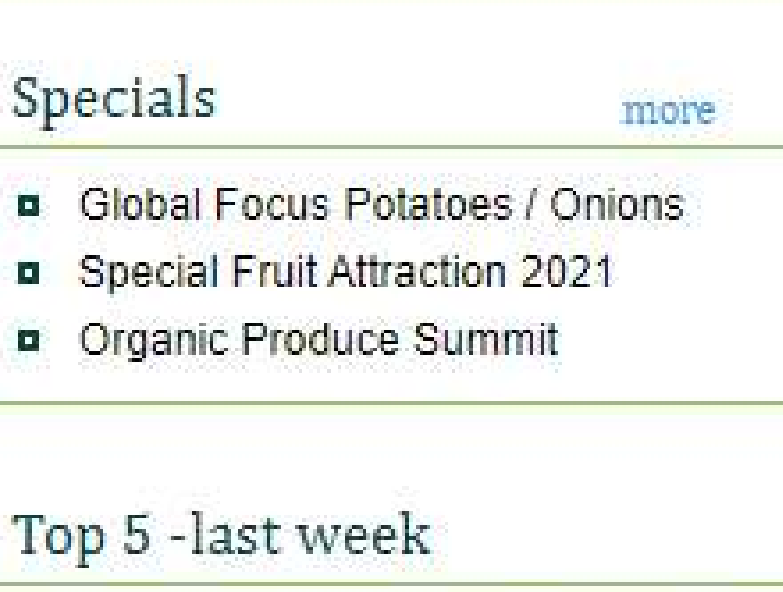 Specials
more
Global Focus Potatoes / Onions
Special Fruit Attraction 2021
Organic Produce Summit
Top 5 -last week